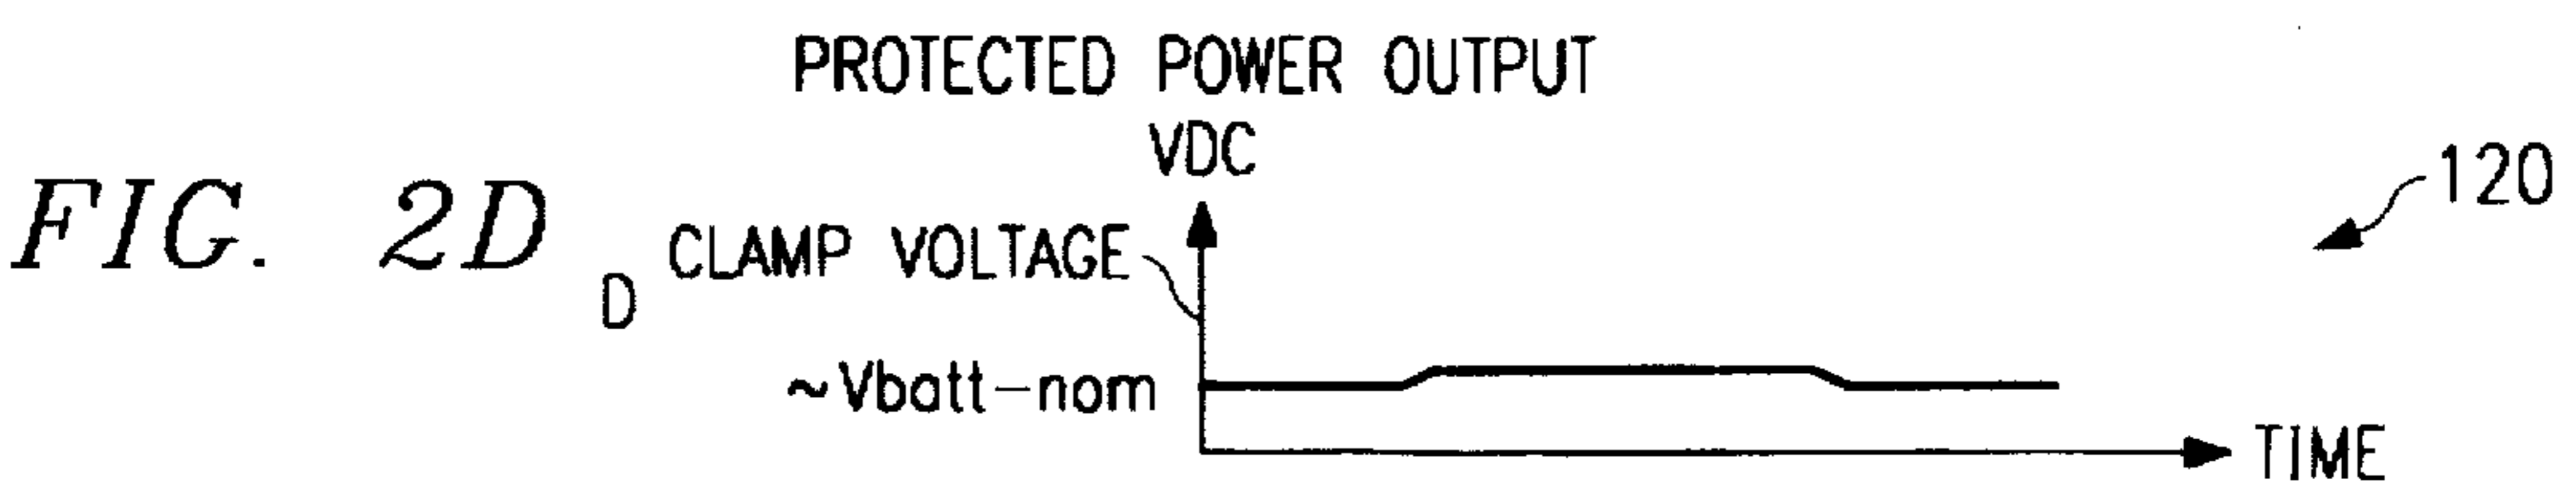 PROTECTED POWER OUTPUT
VDC
120
FIG. 2D
CLAMP VOLTAGE
D
~Vbatt-nom
TIME